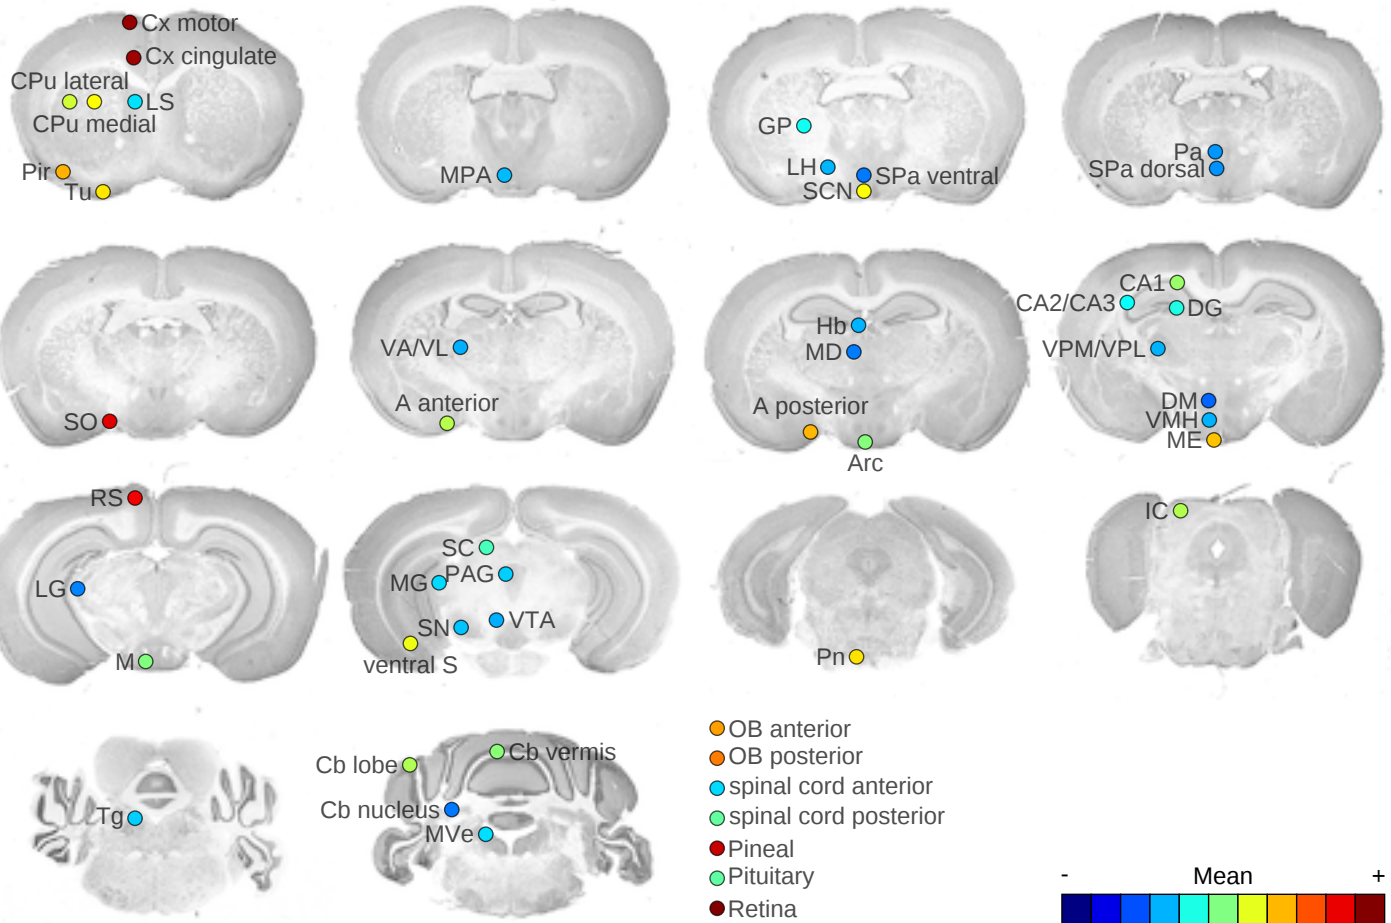 Cx motor
Cx cingulate
CPu lateral
LS
CPu medial
Pir
Tu
MPA
GP
LH
SPa ventral
SCN
Pa
SPa dorsal
SO
VA/VL
A anterior
Hb
MD
A posterior
Arc
CA1
CA2/CA3
DG
VPM/VPL
DM
VMH
ME
RS
LG
M
SC
MG
PAG
SN
VTA
ventral S
Pn
IC
Tg
Cb lobe
Cb vermis
Cb nucleus
MVe
OB anterior
OB posterior
spinal cord anterior
spinal cord posterior
Pineal
Pituitary
Retina
- Mean +